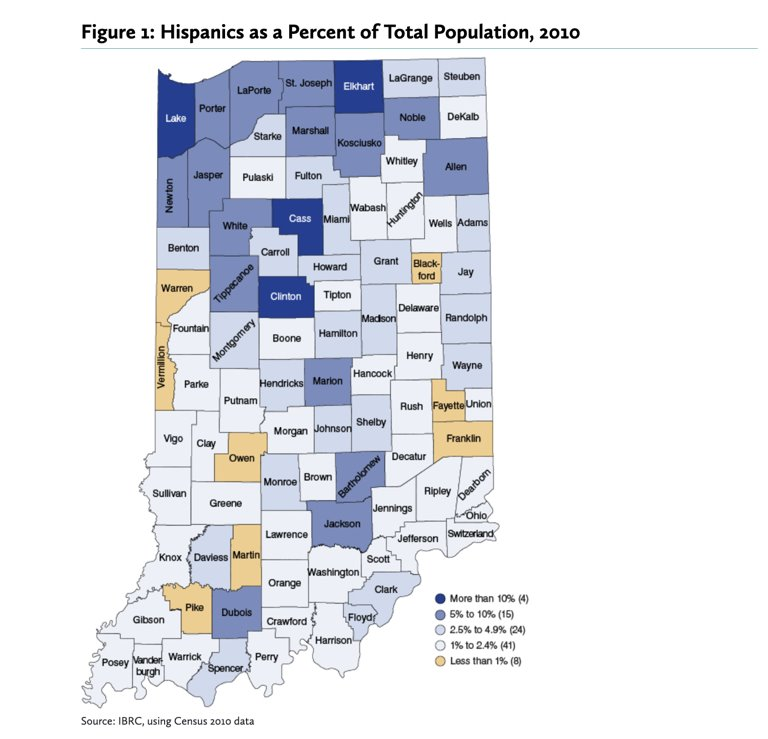 Figure 1: Hispanics as a Percent of Total Population, 2010
LaGrange
Steuben
St. Joseph
Elkhart
LaPorte
Porter
Lake
Noble
DeKalb
Marshall
Starke
Kosciusko
Whitley
Allen
Jasper
Pulaski
Fulton
Newton
Wabash
Huntington
White
Cass
Miami
Wells
Adams
Benton
Carroll
Howard
Grant
Black-
ford
Jay
Warren
Tippecanoe
Clinton
Tipton
Delaware
Madison
Randolph
Fountain
Montgomery
Boone
Hamilton
Henry
Wayne
Vermillion
Parke
Hendricks
Marion
Hancock
Putnam
Rush
Fayette
Union
Vigo
Clay
Morgan
Johnson
Shelby
Franklin
Owen
Decatur
Monroe
Brown
Bartholomew
Sullivan
Greene
Ripley
Dearborn
Jennings
Ohio
Jackson
Lawrence
Jefferson
Switzerland
Knox
Daviess
Martin
Scott
Washington
Orange
Clark
Pike
Dubois
Gibson
Crawford
Floyd
Harrison
Posey
Vander-
burgh
Warrick
Spencer
Perry
More than 10% (4)
5% to 10% (15)
2.5% to 4.9% (24)
1% to 2.4% (41)
Less than 1% (8)
Source: IBRC, using Census 2010 data